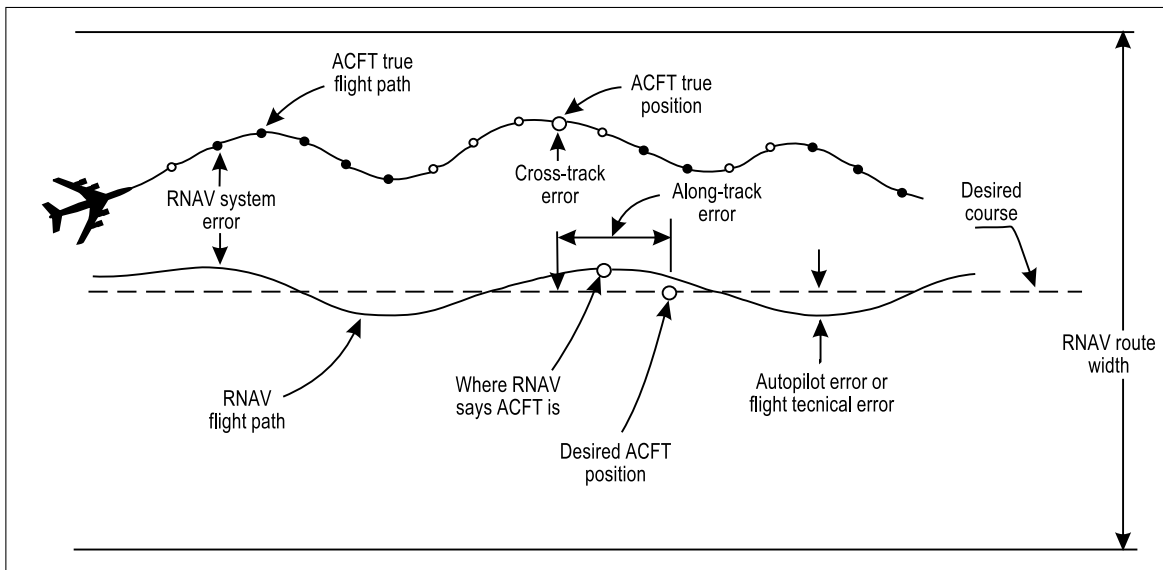 ACFT true
flight path
ACFT true
position
RNAV system
error
Cross-track
error
Along-track
error
Desired
course
RNAV route
width
RNAV
flight path
Where RNAV
says ACFT is
Desired ACFT
position
Autopilot error or
flight tecnical error